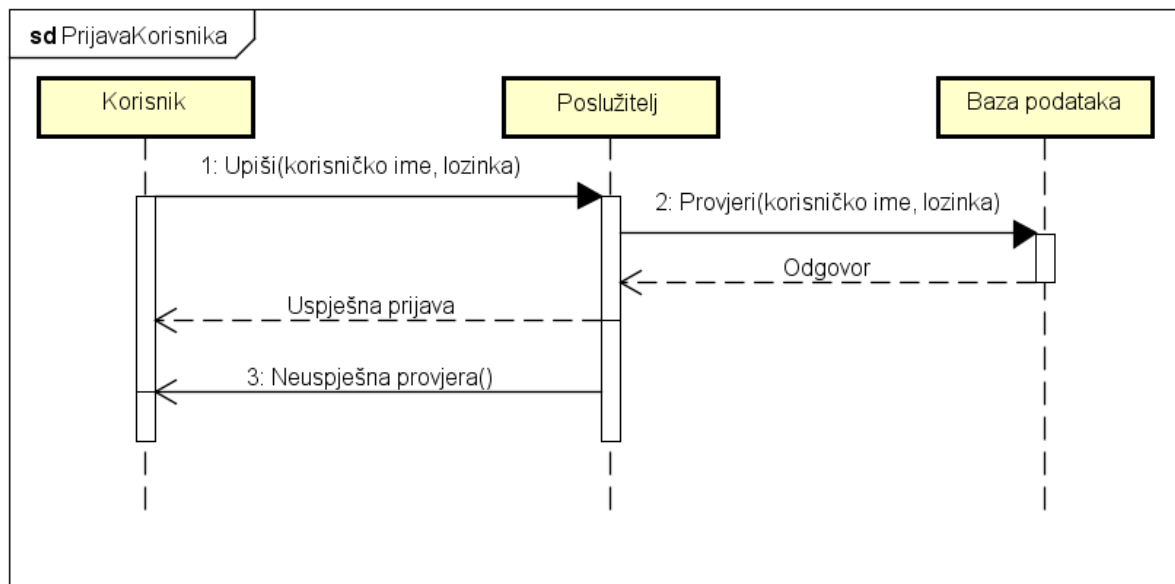 sd PrijavaKorisnika
Korisnik
Poslužitelj
Baza podataka
1: Upiši(korisničko ime, lozinka)
2: Provjeri(korisničko ime, lozinka)
Odgovor
Uspješna prijava
3: Neuspješna provjera()